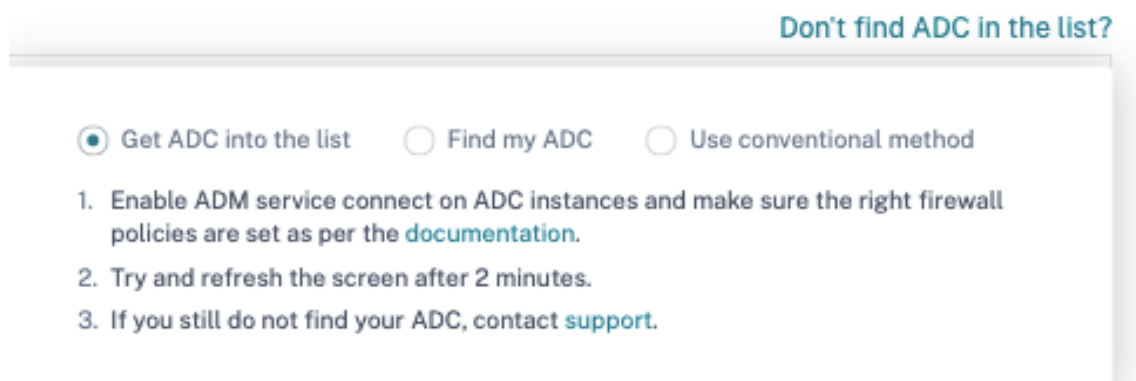 Don't find ADC in the list?
Get ADC into the list Find my ADC Use conventional method
1. Enable ADM service connect on ADC instances and make sure the right firewall
policies are set as per the documentation.
2. Try and refresh the screen after 2 minutes.
3. If you still do not find your ADC, contact support.